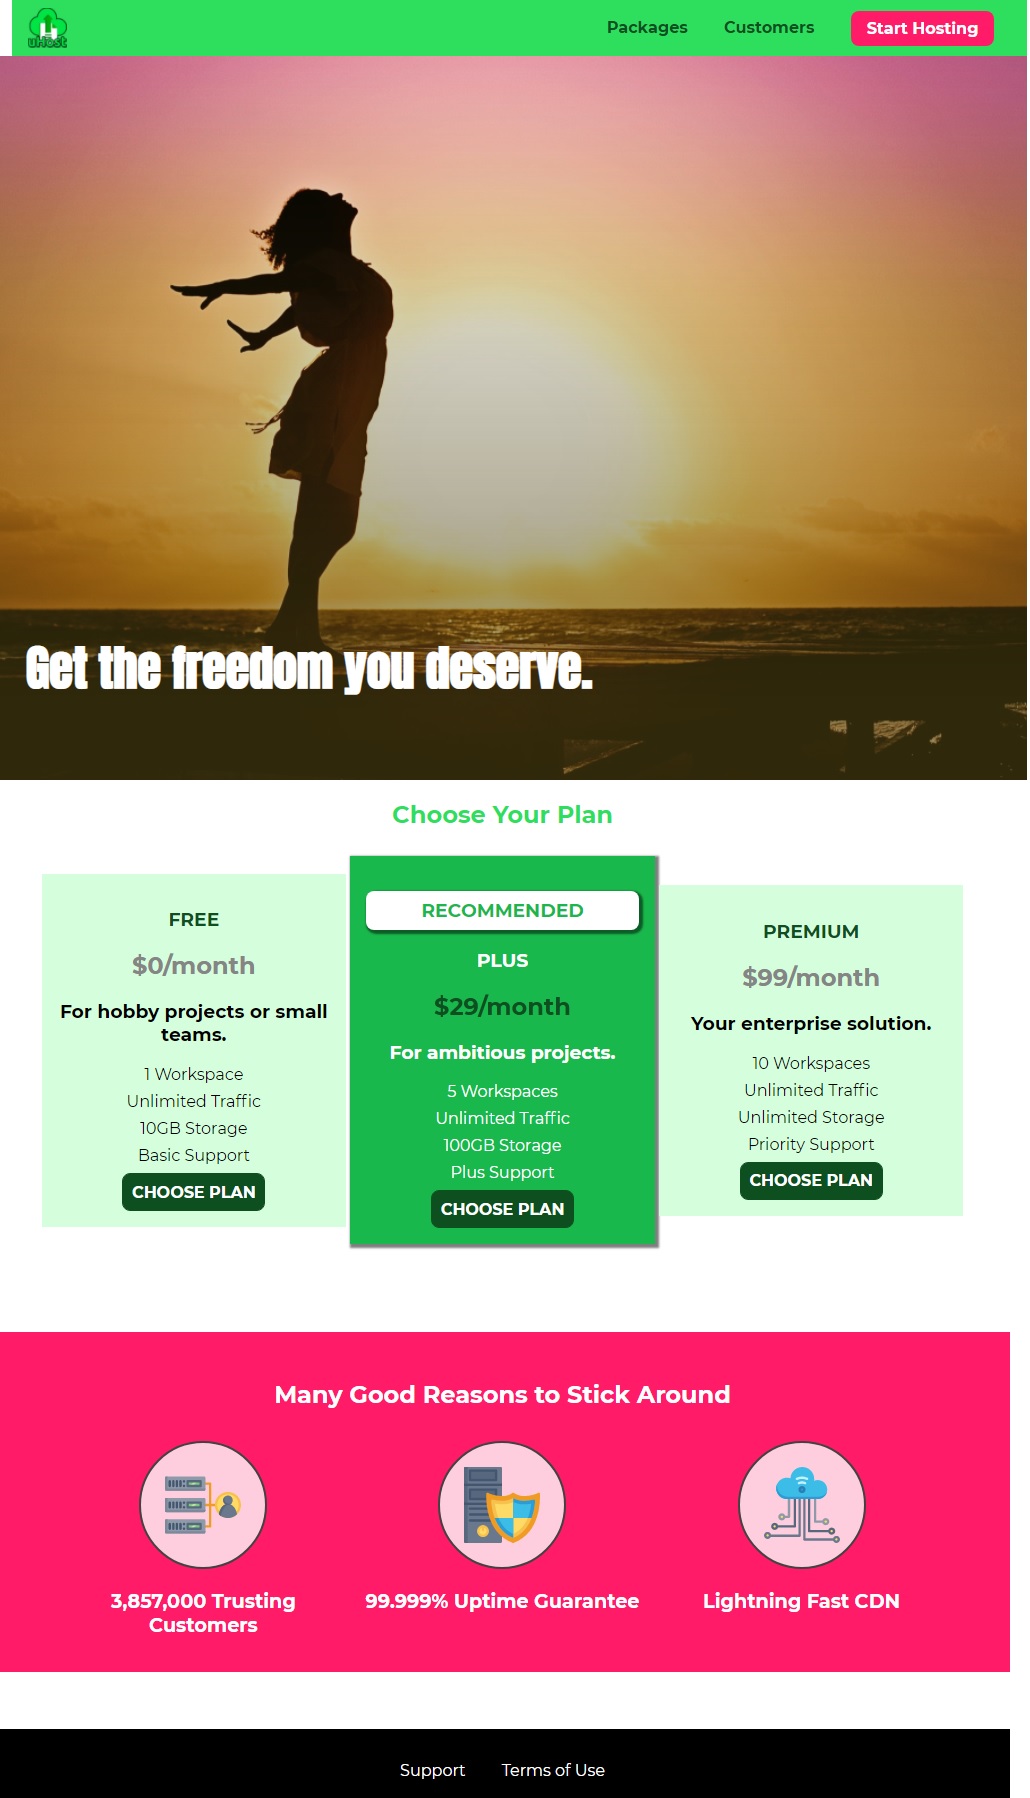 uHost
Packages
Customers
Start Hosting
Get the freedom you deserve.
Choose Your Plan
FREE
$0/month
For hobby projects or small
teams.
1 Workspace
Unlimited Traffic
10GB Storage
Basic Support
CHOOSE PLAN
RECOMMENDED
PLUS
$29/month
For ambitious projects.
5 Workspaces
Unlimited Traffic
100GB Storage
Plus Support
CHOOSE PLAN
PREMIUM
$99/month
Your enterprise solution.
10 Workspaces
Unlimited Traffic
Unlimited Storage
Priority Support
CHOOSE PLAN
Many Good Reasons to Stick Around
3,857,000 Trusting
Customers
99.999% Uptime Guarantee
Lightning Fast CDN
Support
Terms of Use